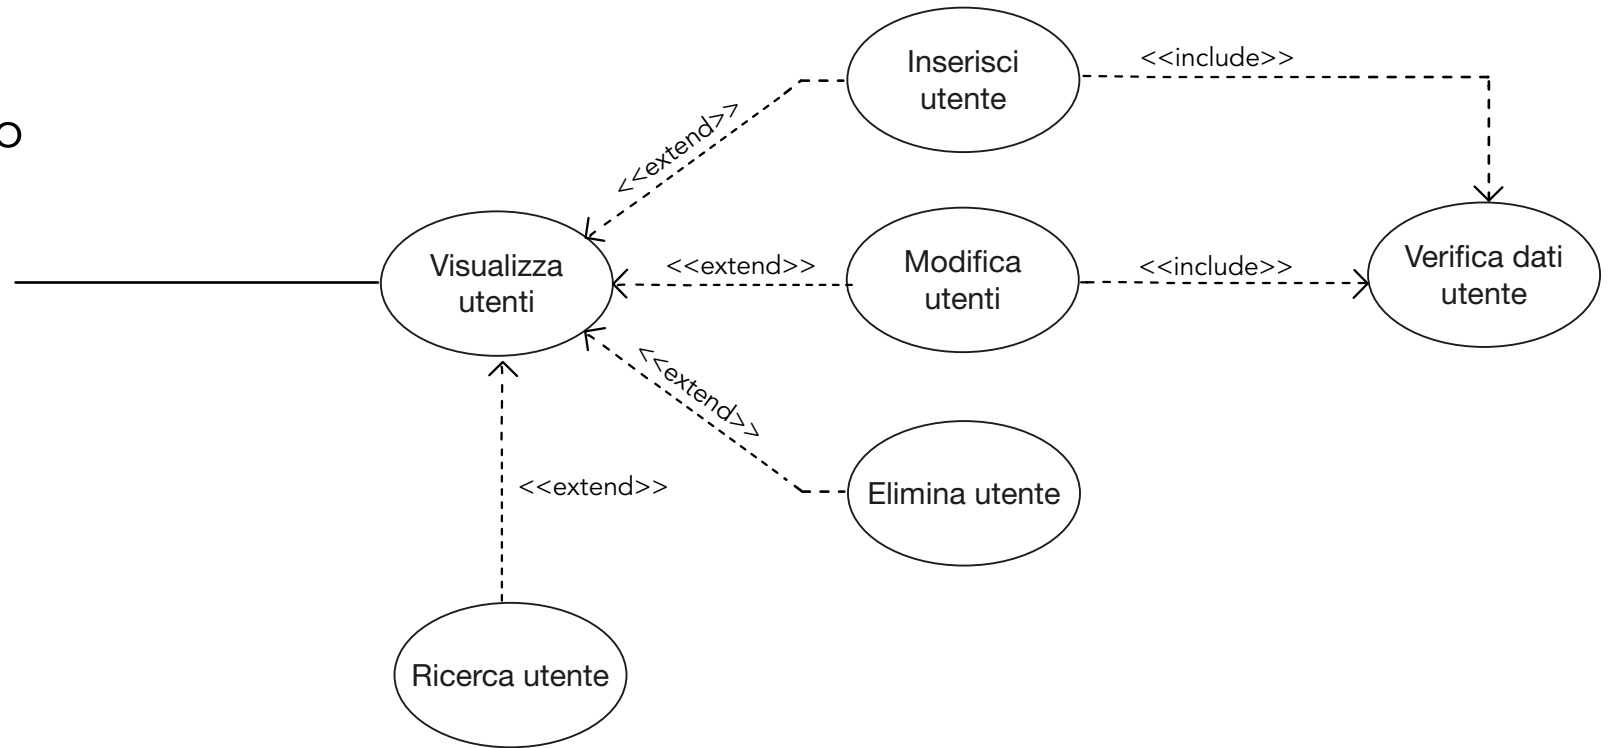 Inserisci
utente
<<include>>
<<extend>>
o
Visualizza
utenti
<<extend>>
Modifica
utenti
<<include>>
Verifica dati
utente
<<extend>>
Elimina utente
<<extend>>
Ricerca utente